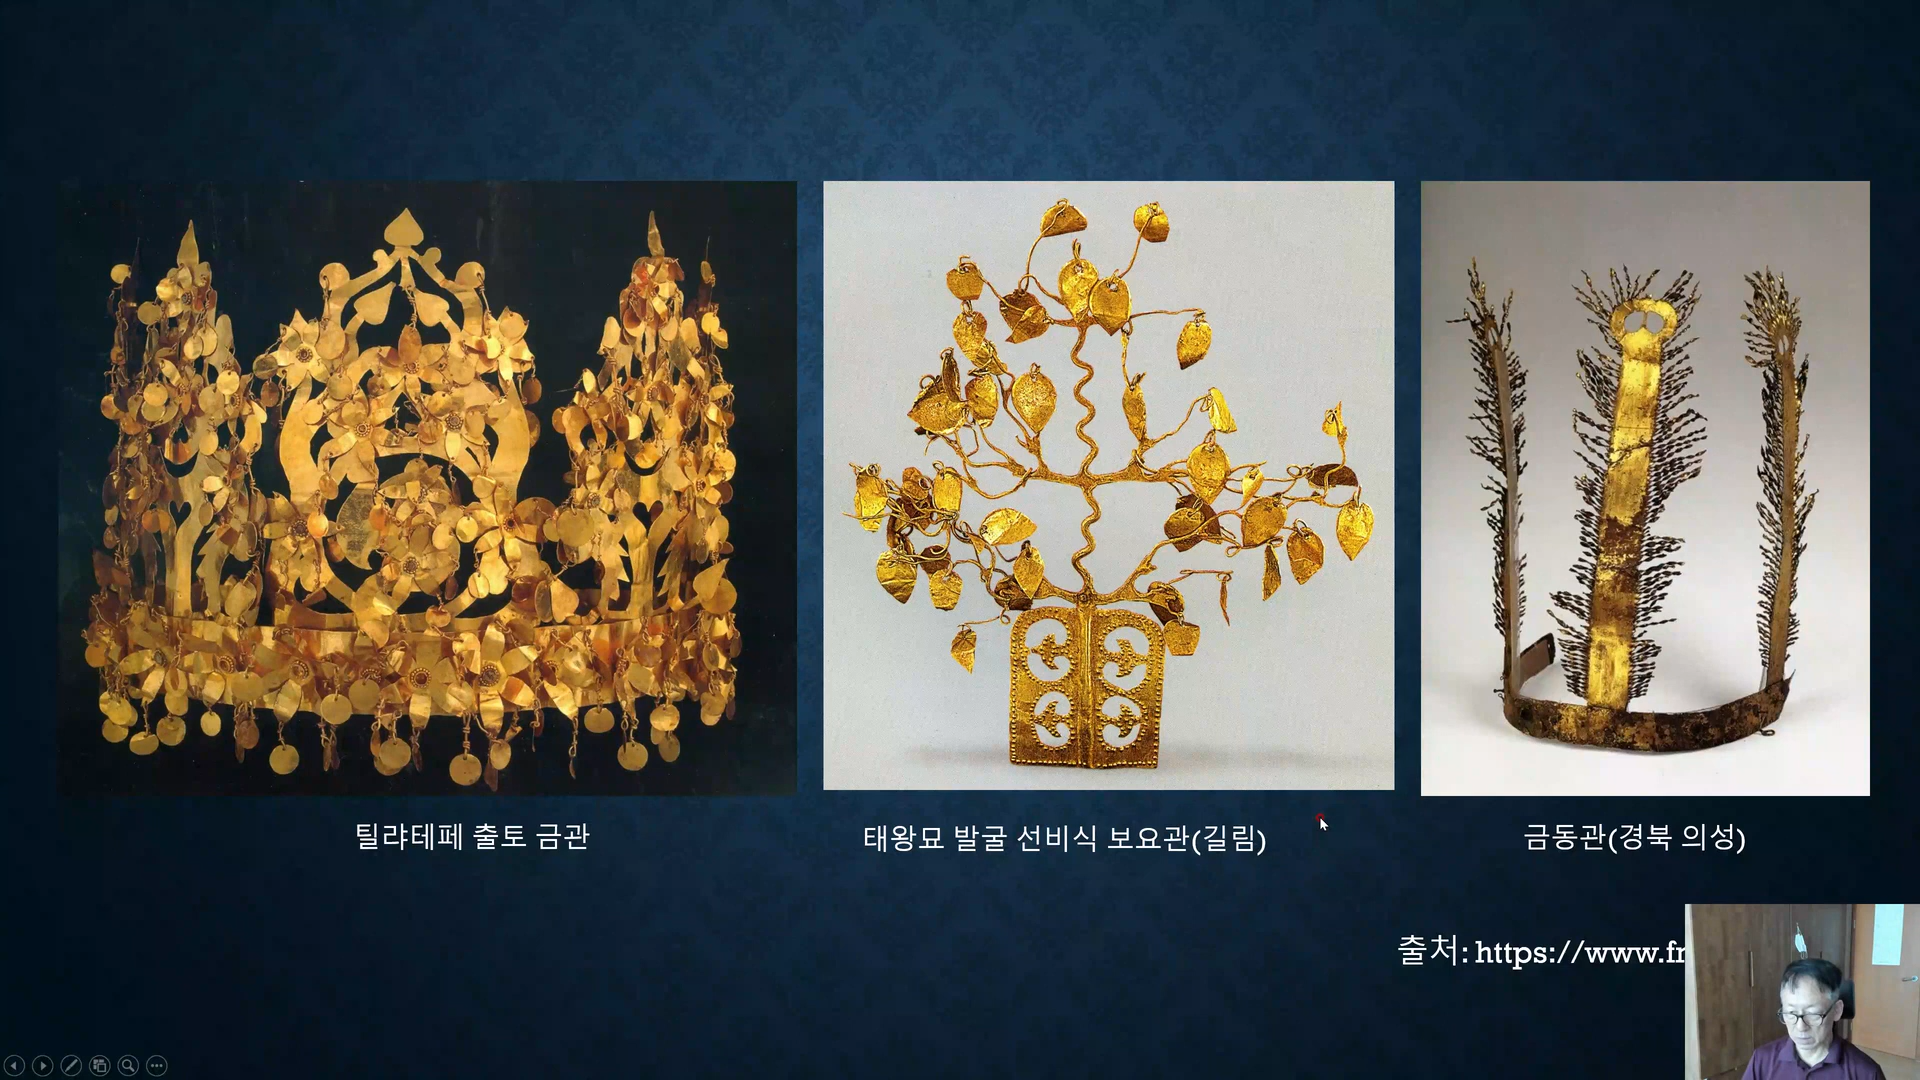 틸랴테페 출토 금관
태왕묘 발굴 선비식 보요관(길림)
금동관(경북 의성)
출처: https://www.fr